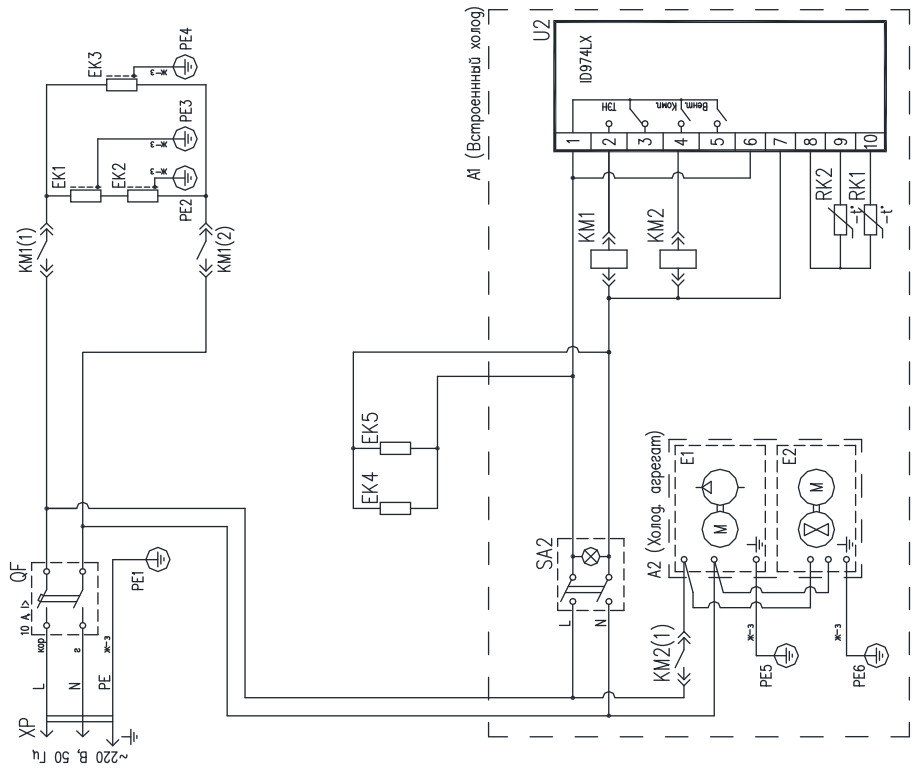 EK3
PE4
ж-з
EK1
EK2
PE3
ж-з
ж-з
PE2
KM1(1)
KM1(2)
A1 (Встроеннный холод)
U2
ID974LX
ТЭН
Комп.
Вент.
1
2
3
4
5
6
7
8
9
10
KM1
KM2
RK2
RK1
-t°
-t°
EK5
EK4
QF
10 А, I>
кор
г
ж-з
L
N
PE
XP
~220 В, 50 Гц
PE1
SA2
L
N
A2 (Холод. агрегат)
E1
M
E2
M
KM2(1)
ж-з
PE5
ж-з
PE6